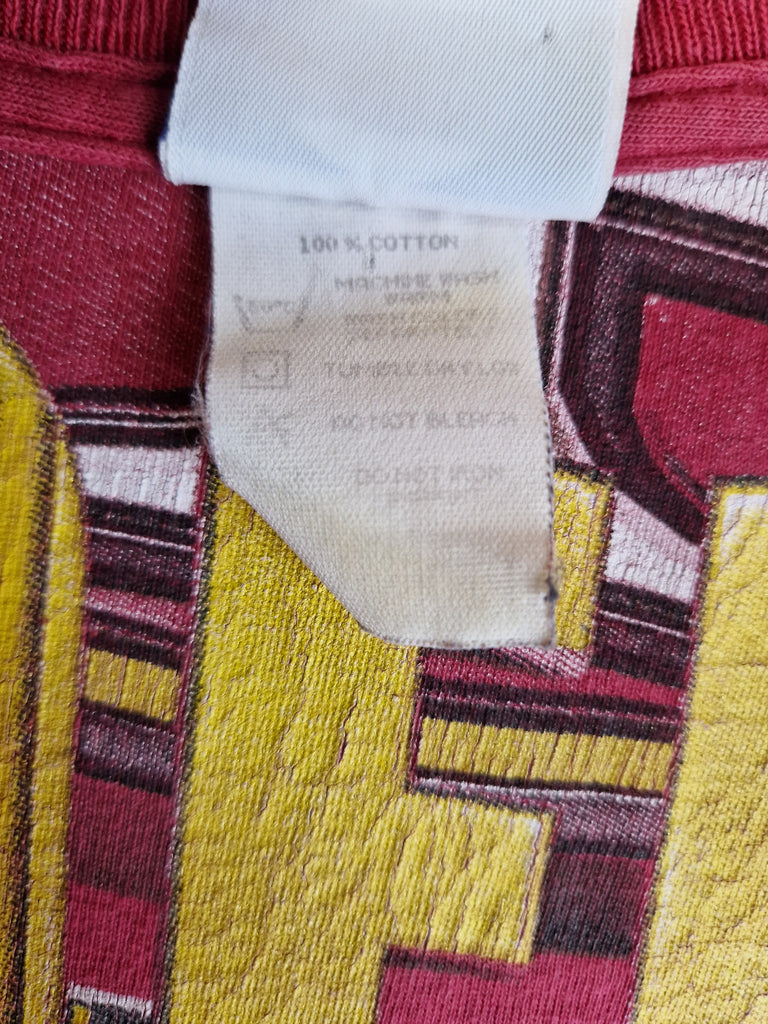 100 % COTTON
MACHINE WASH
WARM
TUMBLE DRY LOW
DO NOT BLEACH
DO NOT IRON